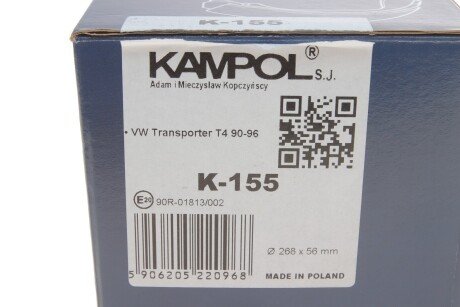 K-155
KAMPOL® S.J.
Adam i Mieczysław Kopczyńscy
• VW Transporter T4 90-96
K-155
E20 90R-01813/002
Ø 268 x 56 mm
5 906205 220968
MADE IN POLAND